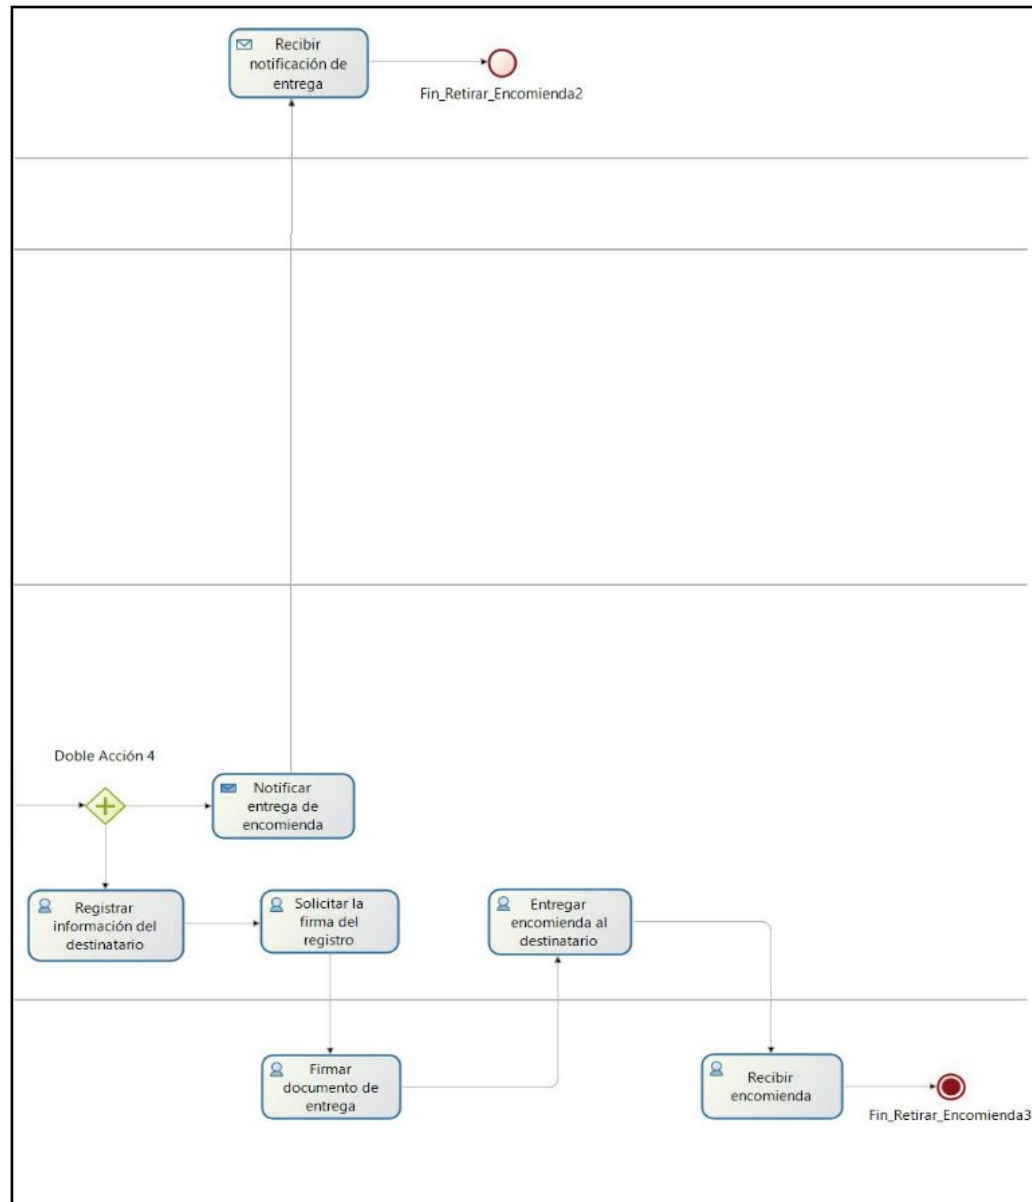 Recibir
notificación de
entrega
Fin_Retirar_Encomienda2
Doble Acción 4
Notificar
entrega de
encomienda
Registrar
información del
destinatario
Solicitar la
firma del
registro
Entregar
encomienda al
destinatario
Firmar
documento de
entrega
Recibir
encomienda
Fin_Retirar_Encomienda3